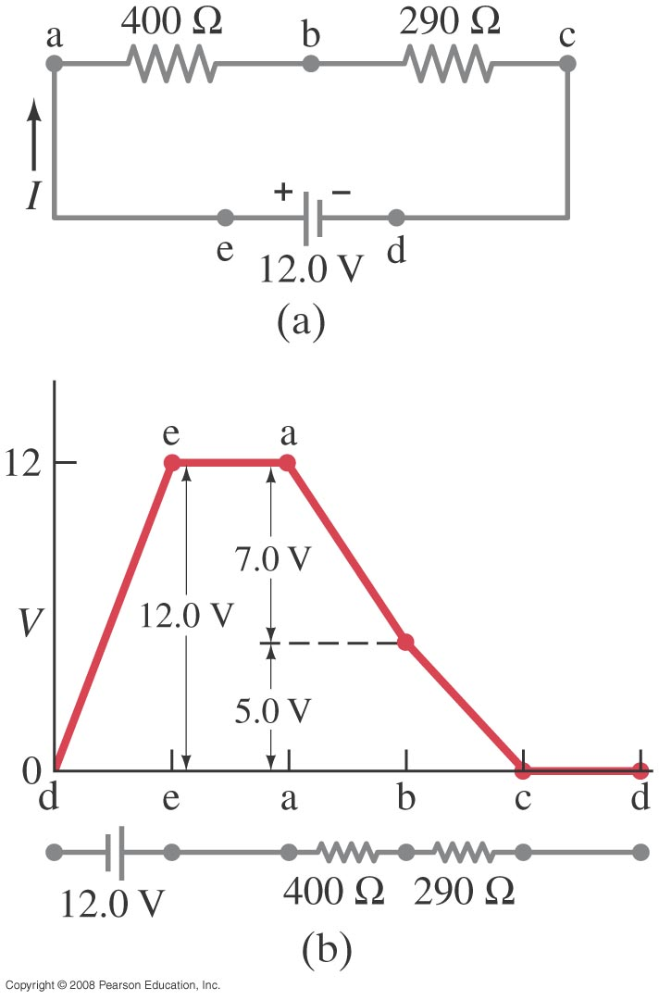 400 Ω 290 Ω
a b c
I
+ −
e d
12.0 V
(a)
e a
12
7.0 V
V 12.0 V
5.0 V
0
d e a b c d
12.0 V 400 Ω 290 Ω
(b)
Copyright © 2008 Pearson Education, Inc.